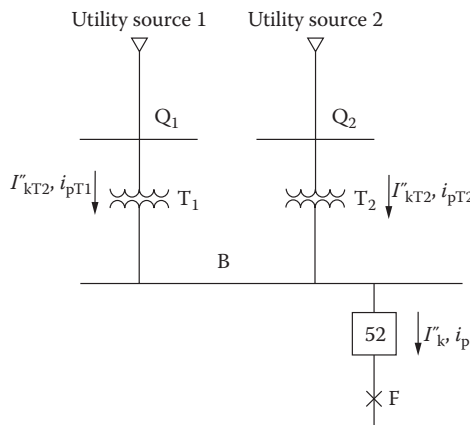 Utility source 1
Utility source 2
Q₁
Q₂
I″kT2, ipT1
T₁
T₂
I″kT2, ipT2
B
52
I″k, ip
F